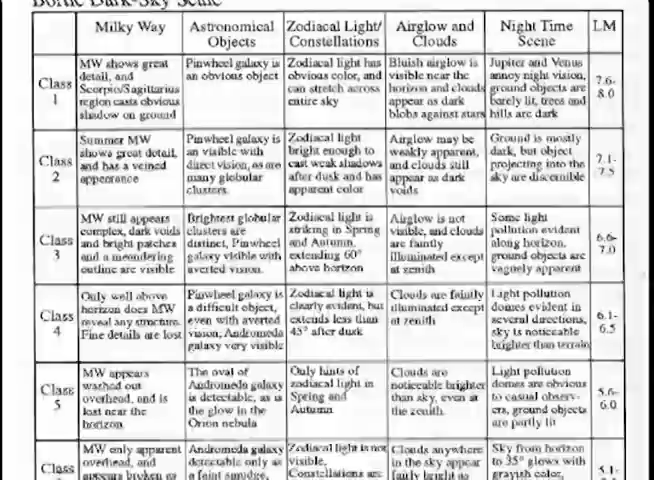 Bortle Dark-Sky Scale
Milky Way
Astronomical
Objects
Zodiacal Light/
Constellations
Airglow and
Clouds
Night Time
Scene
LM
Class
1
MW shows great
detail, and
Scorpio/Sagittarius
region casts obvious
shadow on ground
Pinwheel galaxy is
an obvious object
Zodiacal light has
obvious color, and
can stretch across
entire sky
Bluish airglow is
visible near the
horizon and clouds
appear as dark
blobs against stars
Jupiter and Venus
annoy night vision,
ground objects are
barely lit, trees and
hills are dark
7.6-
8.0
Class
2
Summer MW
shows great detail,
and has a veined
appearance
Pinwheel galaxy is
an visible with
direct vision, as are
many globular
clusters
Zodiacal light
bright enough to
cast weak shadows
after dusk and has
apparent color
Airglow may be
weakly apparent,
and clouds still
appear as dark
voids
Ground is mostly
dark, but object
projecting into the
sky are discernible
7.1-
7.5
Class
3
MW still appears
complex, dark voids
and bright patches
and a meandering
outline are visible
Brightest globular
clusters are
distinct, Pinwheel
galaxy visible with
averted vision.
Zodiacal light is
striking in Spring
and Autumn,
extending 60°
above horizon
Airglow is not
visible, and clouds
are faintly
illuminated except
at zenith
Some light
pollution evident
along horizon,
ground objects are
vaguely apparent
6.6-
7.0
Class
4
Only well above
horizon does MW
reveal any structure.
Fine details are lost
Pinwheel galaxy is
a difficult object,
even with averted
vision, Andromeda
galaxy very visible
Zodiacal light is
clearly evident, but
extends less than
45° after dusk
Clouds are faintly
illuminated except
at zenith
Light pollution
domes evident in
several directions,
sky is noticeable
brighter than terrain
6.1-
6.5
Class
5
MW appears
washed out
overhead, and is
lost near the
horizon
The oval of
Andromeda galaxy
is detectable, as is
the glow in the
Orion nebula
Only hints of
zodiacal light in
Spring and
Autumn
Clouds are
noticeable brighter
than sky, even at
the zenith
Light pollution
domes are obvious
to casual observ-
ers, ground objects
are partly lit
5.6-
6.0
Class
MW only apparent
overhead, and
appears broken as
Andromeda galaxy
detectable only as
a faint smudge,
Zodiacal light is not
visible,
Constellations are
Clouds anywhere
in the sky appear
fairly bright as
Sky from horizon
to 35° glows with
grayish color,
5.1-